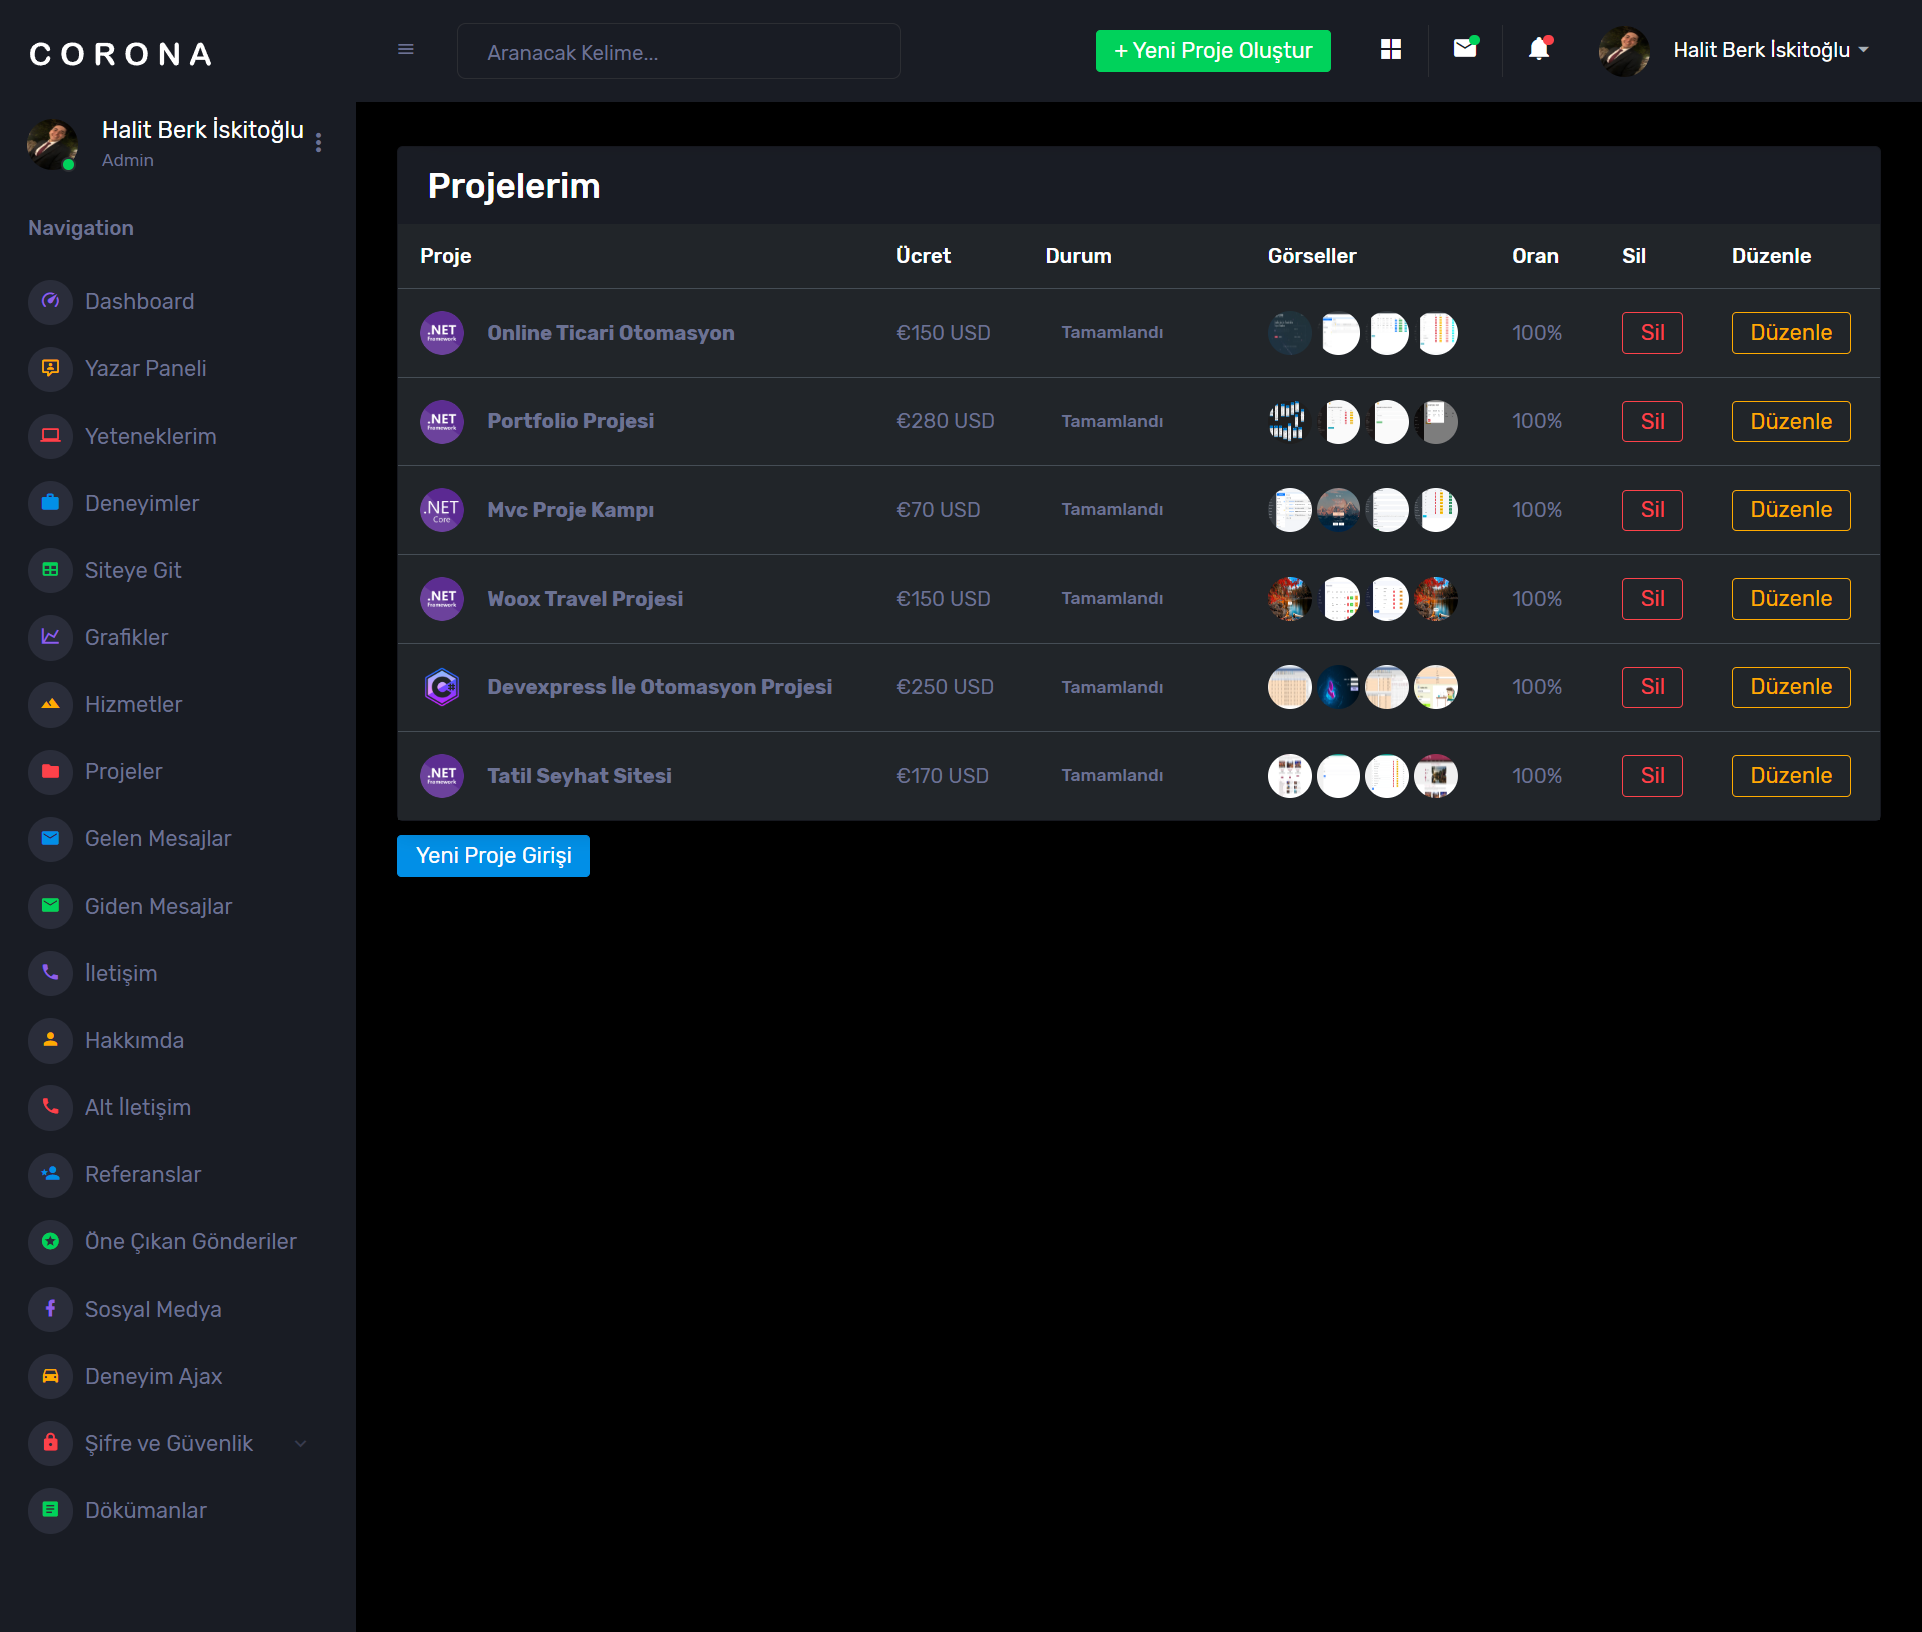 CORONA
Aranacak Kelime...
+ Yeni Proje Oluştur
Halit Berk İskitoğlu
Halit Berk İskitoğlu
Admin
Navigation
Dashboard
Yazar Paneli
Yeteneklerim
Deneyimler
Siteye Git
Grafikler
Hizmetler
Projeler
Gelen Mesajlar
Giden Mesajlar
İletişim
Hakkımda
Alt İletişim
Referanslar
Öne Çıkan Gönderiler
Sosyal Medya
Deneyim Ajax
Şifre ve Güvenlik
Dökümanlar
Projelerim
Proje Ücret Durum Görseller Oran Sil Düzenle
.NET Framework Online Ticari Otomasyon €150 USD Tamamlandı 100% Sil Düzenle
.NET Framework Portfolio Projesi €280 USD Tamamlandı 100% Sil Düzenle
.NET Core Mvc Proje Kampı €70 USD Tamamlandı 100% Sil Düzenle
.NET Framework Woox Travel Projesi €150 USD Tamamlandı 100% Sil Düzenle
Devexpress İle Otomasyon Projesi €250 USD Tamamlandı 100% Sil Düzenle
.NET Framework Tatil Seyhat Sitesi €170 USD Tamamlandı 100% Sil Düzenle
Yeni Proje Girişi